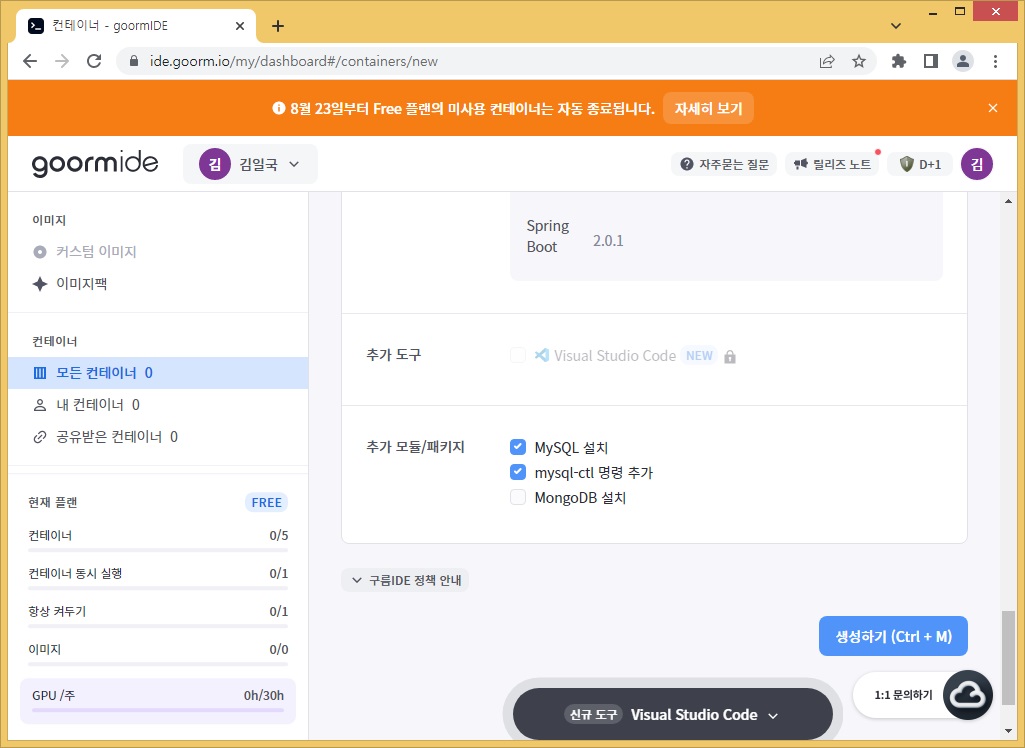 컨테이너 - goormIDE
ide.goorm.io/my/dashboard#/containers/new
8월 23일부터 Free 플랜의 미사용 컨테이너는 자동 종료됩니다. 자세히 보기
goormide 김 김일국 자주묻는 질문 릴리즈 노트 D+1 김
이미지
커스텀 이미지
이미지팩
컨테이너
모든 컨테이너 0
내 컨테이너 0
공유받은 컨테이너 0
현재 플랜 FREE
컨테이너 0/5
컨테이너 동시 실행 0/1
항상 켜두기 0/1
이미지 0/0
GPU /주 0h/30h
Spring
Boot
2.0.1
추가 도구 Visual Studio Code NEW
추가 모듈/패키지 MySQL 설치
mysql-ctl 명령 추가
MongoDB 설치
구름IDE 정책 안내
생성하기 (Ctrl + M)
1:1 문의하기
신규 도구 Visual Studio Code